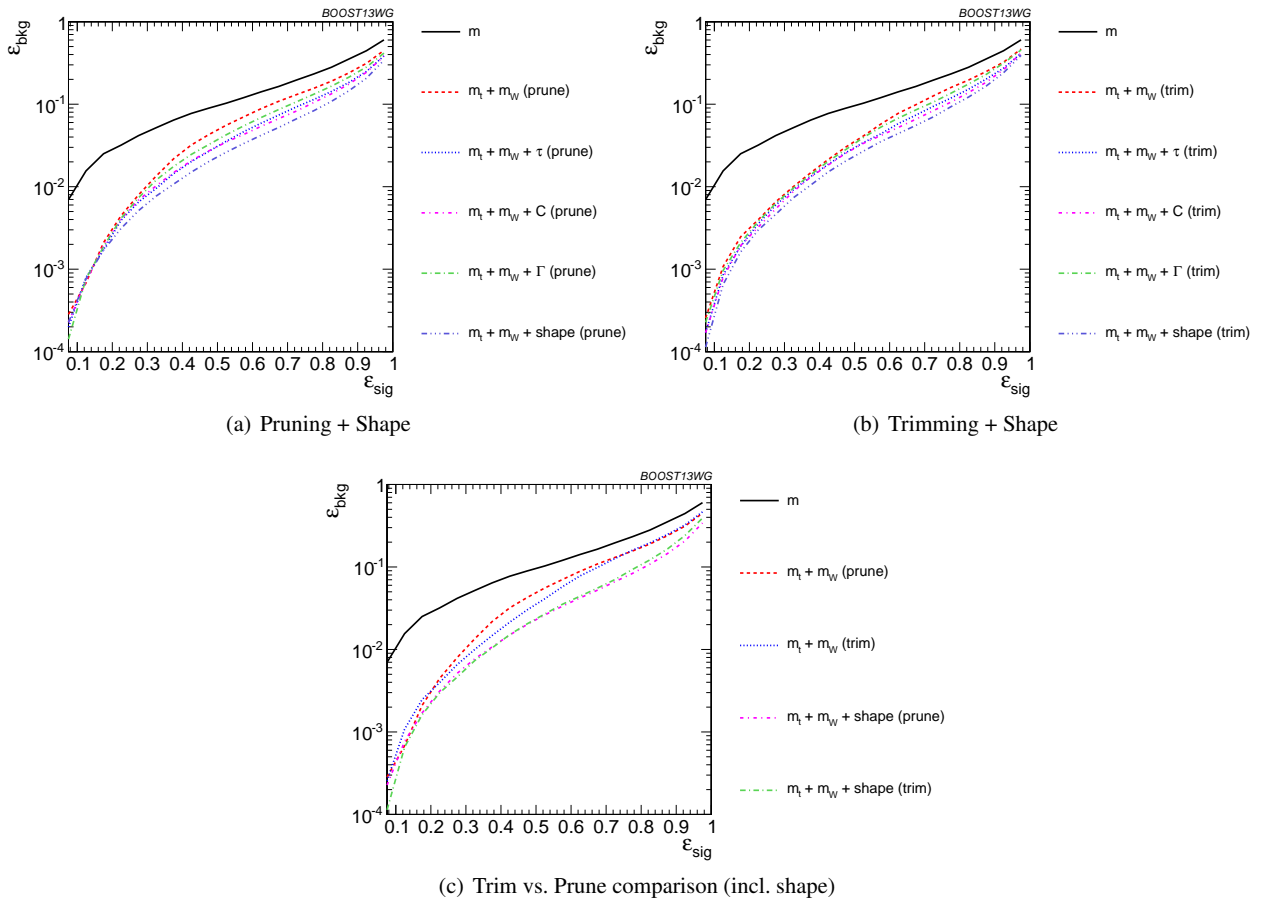 BOOST13WG
ε_bkg
1
10^-1
10^-2
10^-3
10^-4
0.1 0.2 0.3 0.4 0.5 0.6 0.7 0.8 0.9 1
ε_sig
m
m_t + m_W (prune)
m_t + m_W + τ (prune)
m_t + m_W + C (prune)
m_t + m_W + Γ (prune)
m_t + m_W + shape (prune)
(a) Pruning + Shape
BOOST13WG
ε_bkg
1
10^-1
10^-2
10^-3
10^-4
0.1 0.2 0.3 0.4 0.5 0.6 0.7 0.8 0.9 1
ε_sig
m
m_t + m_W (trim)
m_t + m_W + τ (trim)
m_t + m_W + C (trim)
m_t + m_W + Γ (trim)
m_t + m_W + shape (trim)
(b) Trimming + Shape
BOOST13WG
ε_bkg
1
10^-1
10^-2
10^-3
10^-4
0.1 0.2 0.3 0.4 0.5 0.6 0.7 0.8 0.9 1
ε_sig
m
m_t + m_W (prune)
m_t + m_W (trim)
m_t + m_W + shape (prune)
m_t + m_W + shape (trim)
(c) Trim vs. Prune comparison (incl. shape)